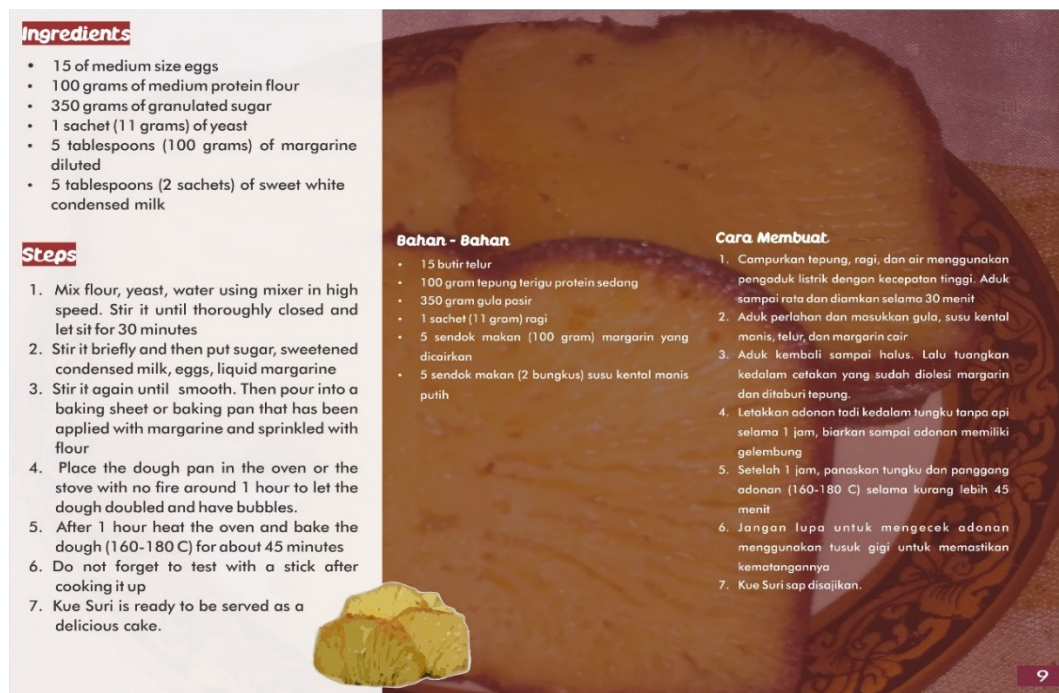 Ingredients
• 15 of medium size eggs
• 100 grams of medium protein flour
• 350 grams of granulated sugar
• 1 sachet (11 grams) of yeast
• 5 tablespoons (100 grams) of margarine
diluted
• 5 tablespoons (2 sachets) of sweet white
condensed milk
Steps
1. Mix flour, yeast, water using mixer in high
speed. Stir it until thoroughly closed and
let sit for 30 minutes
2. Stir it briefly and then put sugar, sweetened
condensed milk, eggs, liquid margarine
3. Stir it again until smooth. Then pour into a
baking sheet or baking pan that has been
applied with margarine and sprinkled with
flour
4. Place the dough pan in the oven or the
stove with no fire around 1 hour to let the
dough doubled and have bubbles.
5. After 1 hour heat the oven and bake the
dough (160-180 C) for about 45 minutes
6. Do not forget to test with a stick after
cooking it up
7. Kue Suri is ready to be served as a
delicious cake.
Bahan - Bahan
• 15 butir telur
• 100 gram tepung terigu protein sedang
• 350 gram gula pasir
• 1 sachet (11 gram) ragi
• 5 sendok makan (100 gram) margarin yang
dicairkan
• 5 sendok makan (2 bungkus) susu kental manis
putih
Cara Membuat
1. Campurkan tepung, ragi, dan air menggunakan
pengaduk listrik dengan kecepatan tinggi. Aduk
sampai rata dan diamkan selama 30 menit
2. Aduk perlahan dan masukkan gula, susu kental
manis, telur, dan margarin cair
3. Aduk kembali sampai halus. Lalu tuangkan
kedalam cetakan yang sudah diolesi margarin
dan ditaburi tepung.
4. Letakkan adonan tadi kedalam tungku tanpa api
selama 1 jam, biarkan sampai adonan memiliki
gelembung
5. Setelah 1 jam, panaskan tungku dan panggang
adonan (160-180 C) selama kurang lebih 45
menit
6. Jangan lupa untuk mengecek adonan
menggunakan tusuk gigi untuk memastikan
kematangannya
7. Kue Suri sap disajikan.
9